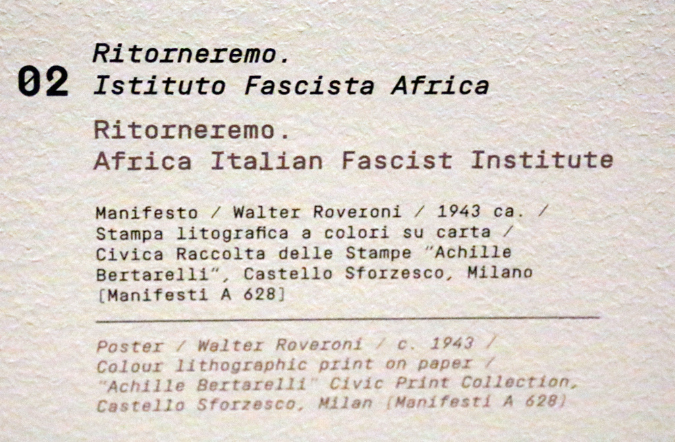 02
Ritorneremo.
Istituto Fascista Africa
Ritorneremo.
Africa Italian Fascist Institute
Manifesto / Walter Roveroni / 1943 ca. /
Stampa litografica a colori su carta /
Civica Raccolta delle Stampe "Achille
Bertarelli", Castello Sforzesco, Milano
[Manifesti A 628]
Poster / Walter Roveroni / c. 1943 /
Colour lithographic print on paper /
"Achille Bertarelli" Civic Print Collection,
Castello Sforzesco, Milan [Manifesti A 628]